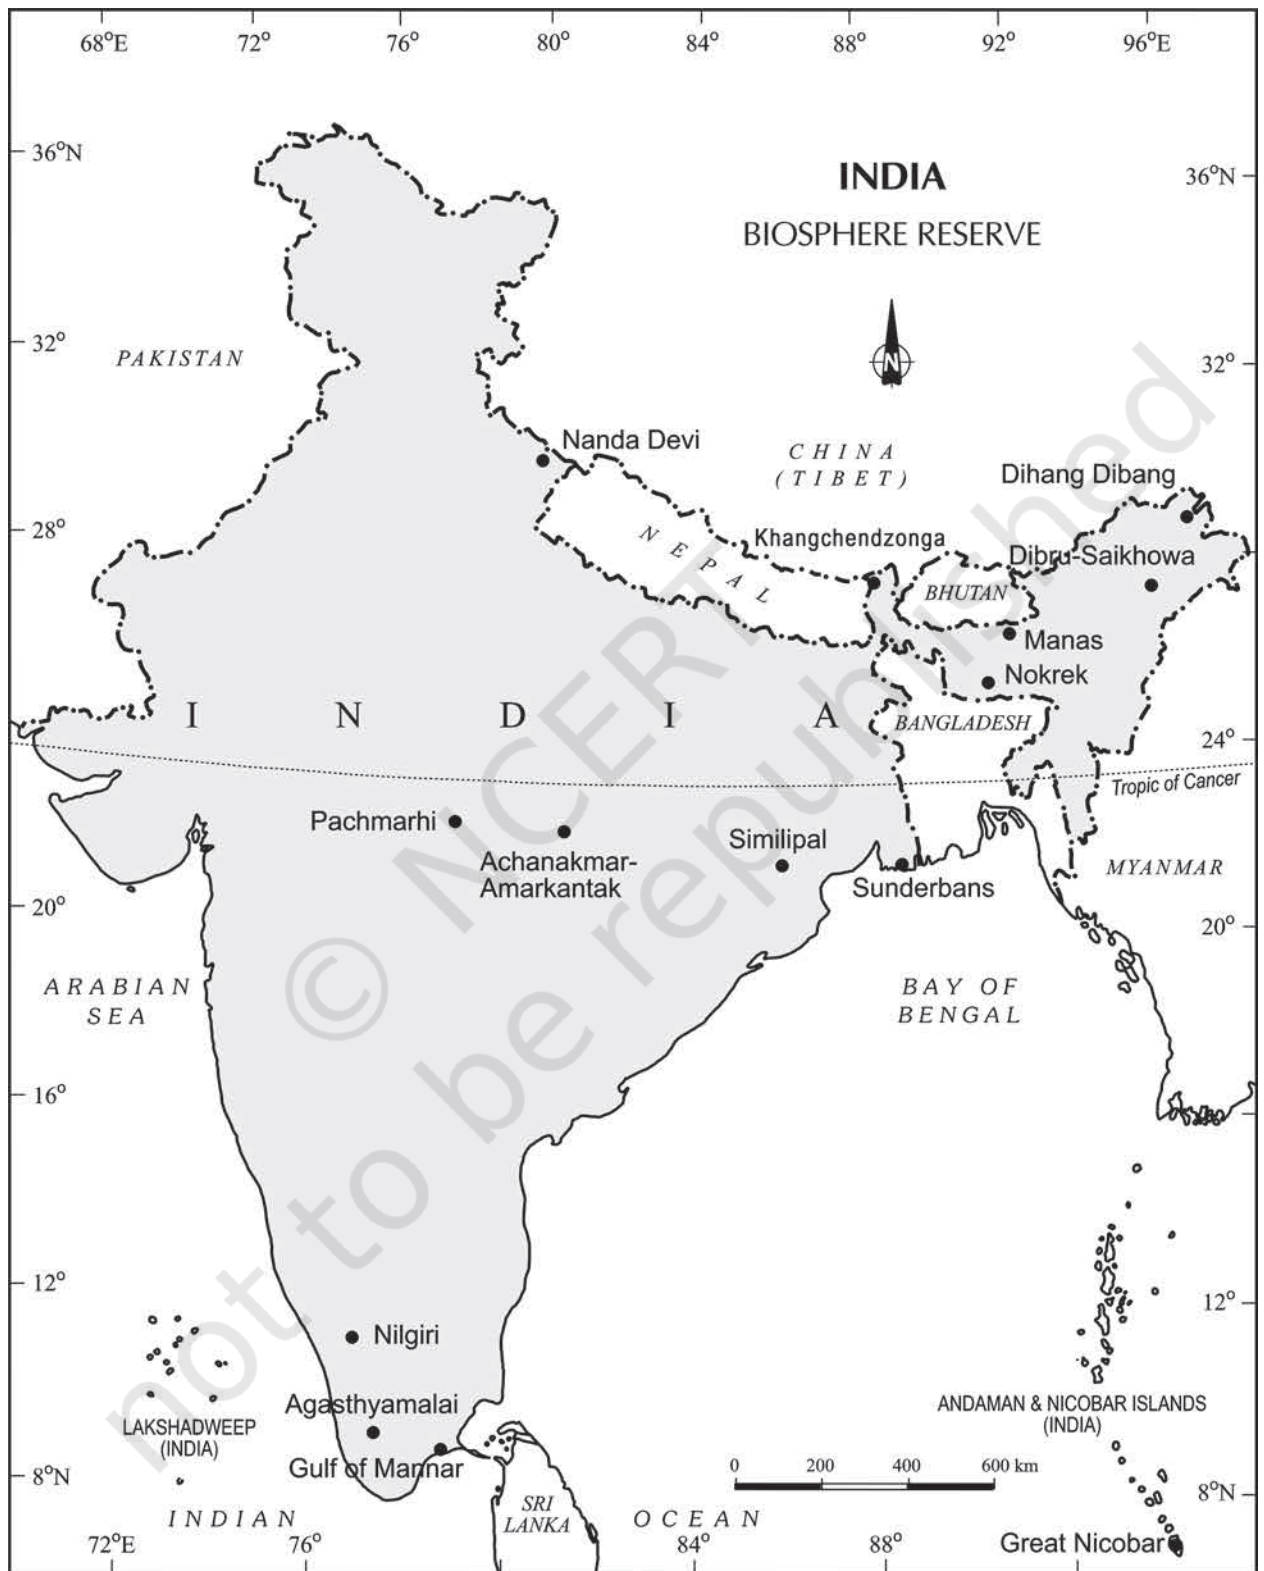 68°E 72° 76° 80° 84° 88° 92° 96°E
36°N
INDIA
36°N
BIOSPHERE RESERVE
32°
PAKISTAN
N
32°
Nanda Devi
CHINA
(TIBET)
Dihang Dibang
28°
NEPAL
Khangchendzonga
Dibru-Saikhowa
BHUTAN
Manas
Nokrek
INDIA
BANGLADESH
24°
Tropic of Cancer
Pachmarhi
Achanakmar-
Amarkantak
Similipal
Sunderbans
MYANMAR
20°
20°
ARABIAN
SEA
BAY OF
BENGAL
16°
12°
12°
Nilgiri
Agasthyamalai
LAKSHADWEEP
(INDIA)
Gulf of Mannar
ANDAMAN & NICOBAR ISLANDS
(INDIA)
0 200 400 600 km
8°N
8°N
SRI
LANKA
INDIAN OCEAN
Great Nicobar
72°E 76° 84° 88°
© NCERT
not to be republished